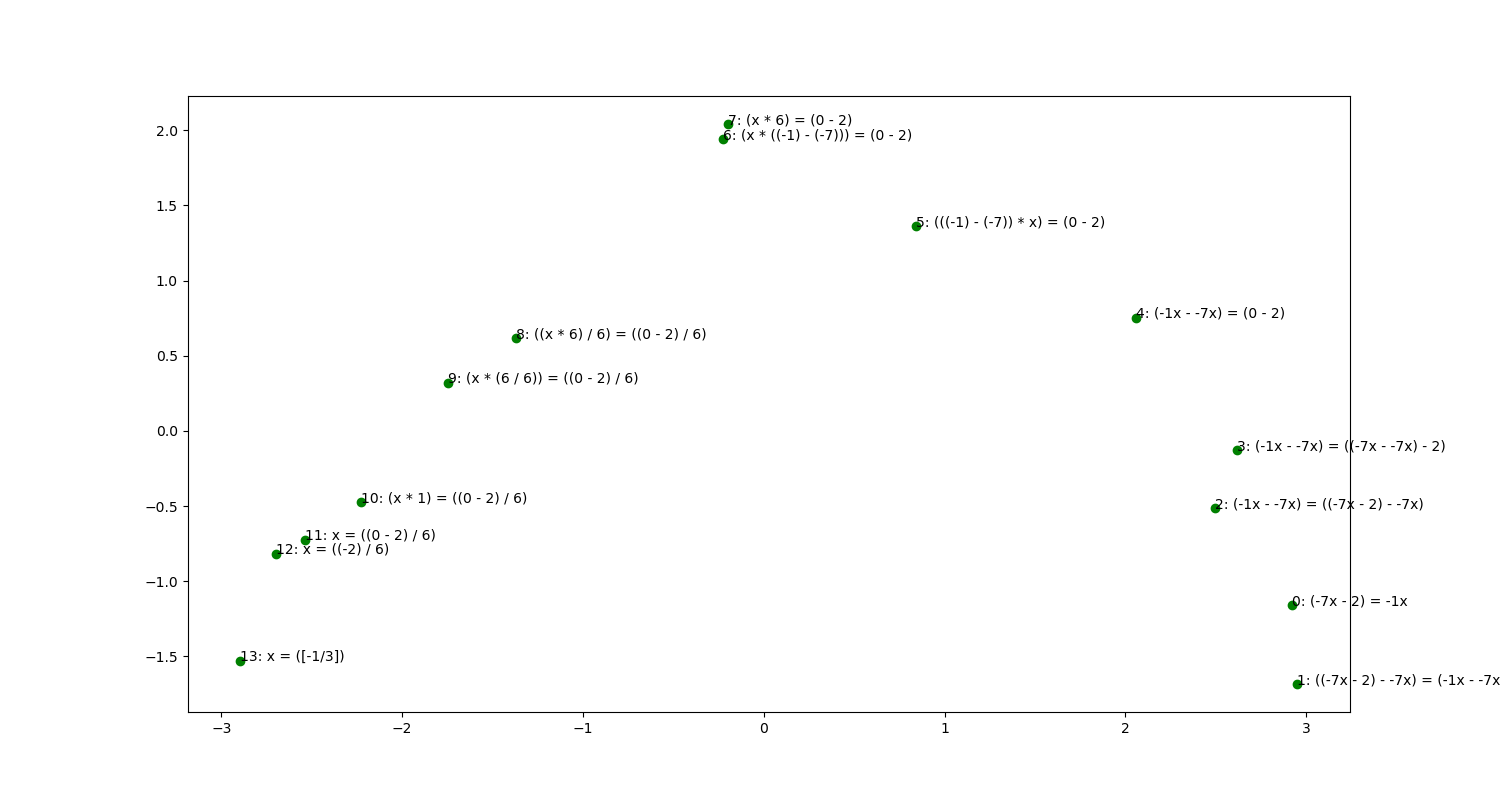 2.0
1.5
1.0
0.5
0.0
−0.5
−1.0
−1.5
−3
−2
−1
0
1
2
3
7: (x * 6) = (0 - 2)
6: (x * ((-1) - (-7))) = (0 - 2)
5: (((-1) - (-7)) * x) = (0 - 2)
4: (-1x - -7x) = (0 - 2)
8: ((x * 6) / 6) = ((0 - 2) / 6)
9: (x * (6 / 6)) = ((0 - 2) / 6)
3: (-1x - -7x) = ((-7x - -7x) - 2)
10: (x * 1) = ((0 - 2) / 6)
2: (-1x - -7x) = ((-7x - 2) - -7x)
11: x = ((0 - 2) / 6)
12: x = ((-2) / 6)
0: (-7x - 2) = -1x
13: x = ([-1/3])
1: ((-7x - 2) - -7x) = (-1x - -7x